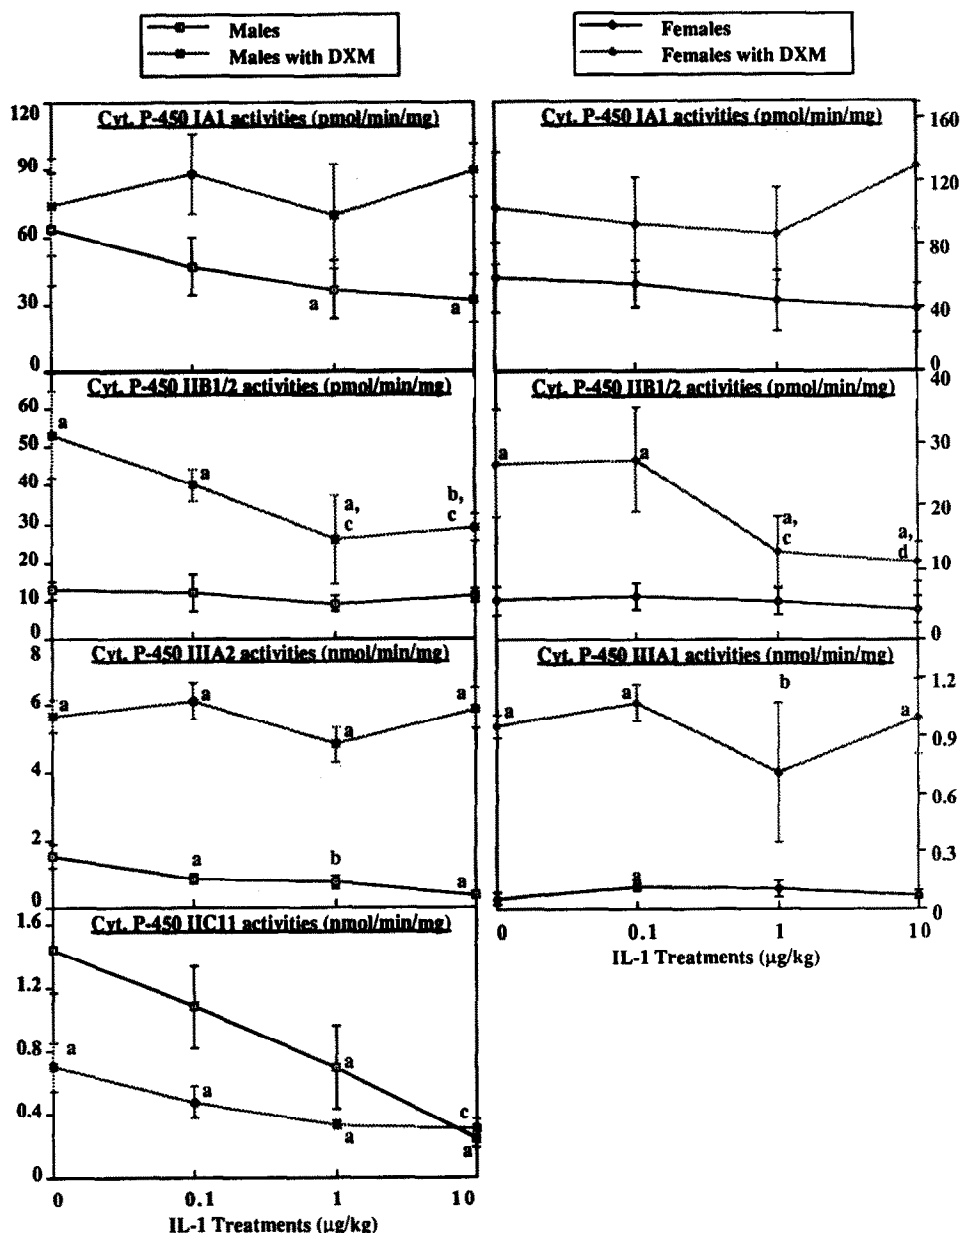 Males
Males with DXM
Females
Females with DXM
Cyt. P-450 IA1 activities (pmol/min/mg)
120
90
60
30
0
a
a
Cyt. P-450 IA1 activities (pmol/min/mg)
160
120
80
40
0
Cyt. P-450 IIB1/2 activities (pmol/min/mg)
60
50
40
30
20
10
0
a
a
a,
c
b,
c
Cyt. P-450 IIB1/2 activities (pmol/min/mg)
40
30
20
10
0
a
a
a,
c
a,
d
Cyt. P-450 IIIA2 activities (nmol/min/mg)
8
6
4
2
0
a
a
a
a
a
b
a
Cyt. P-450 IIIA1 activities (nmol/min/mg)
1.2
0.9
0.6
0.3
0
a
a
b
a
a
0
0.1
1
10
IL-1 Treatments (μg/kg)
Cyt. P-450 IIC11 activities (nmol/min/mg)
1.6
1.2
0.8
0.4
0
a
a
a
a
c
a
0
0.1
1
10
IL-1 Treatments (μg/kg)